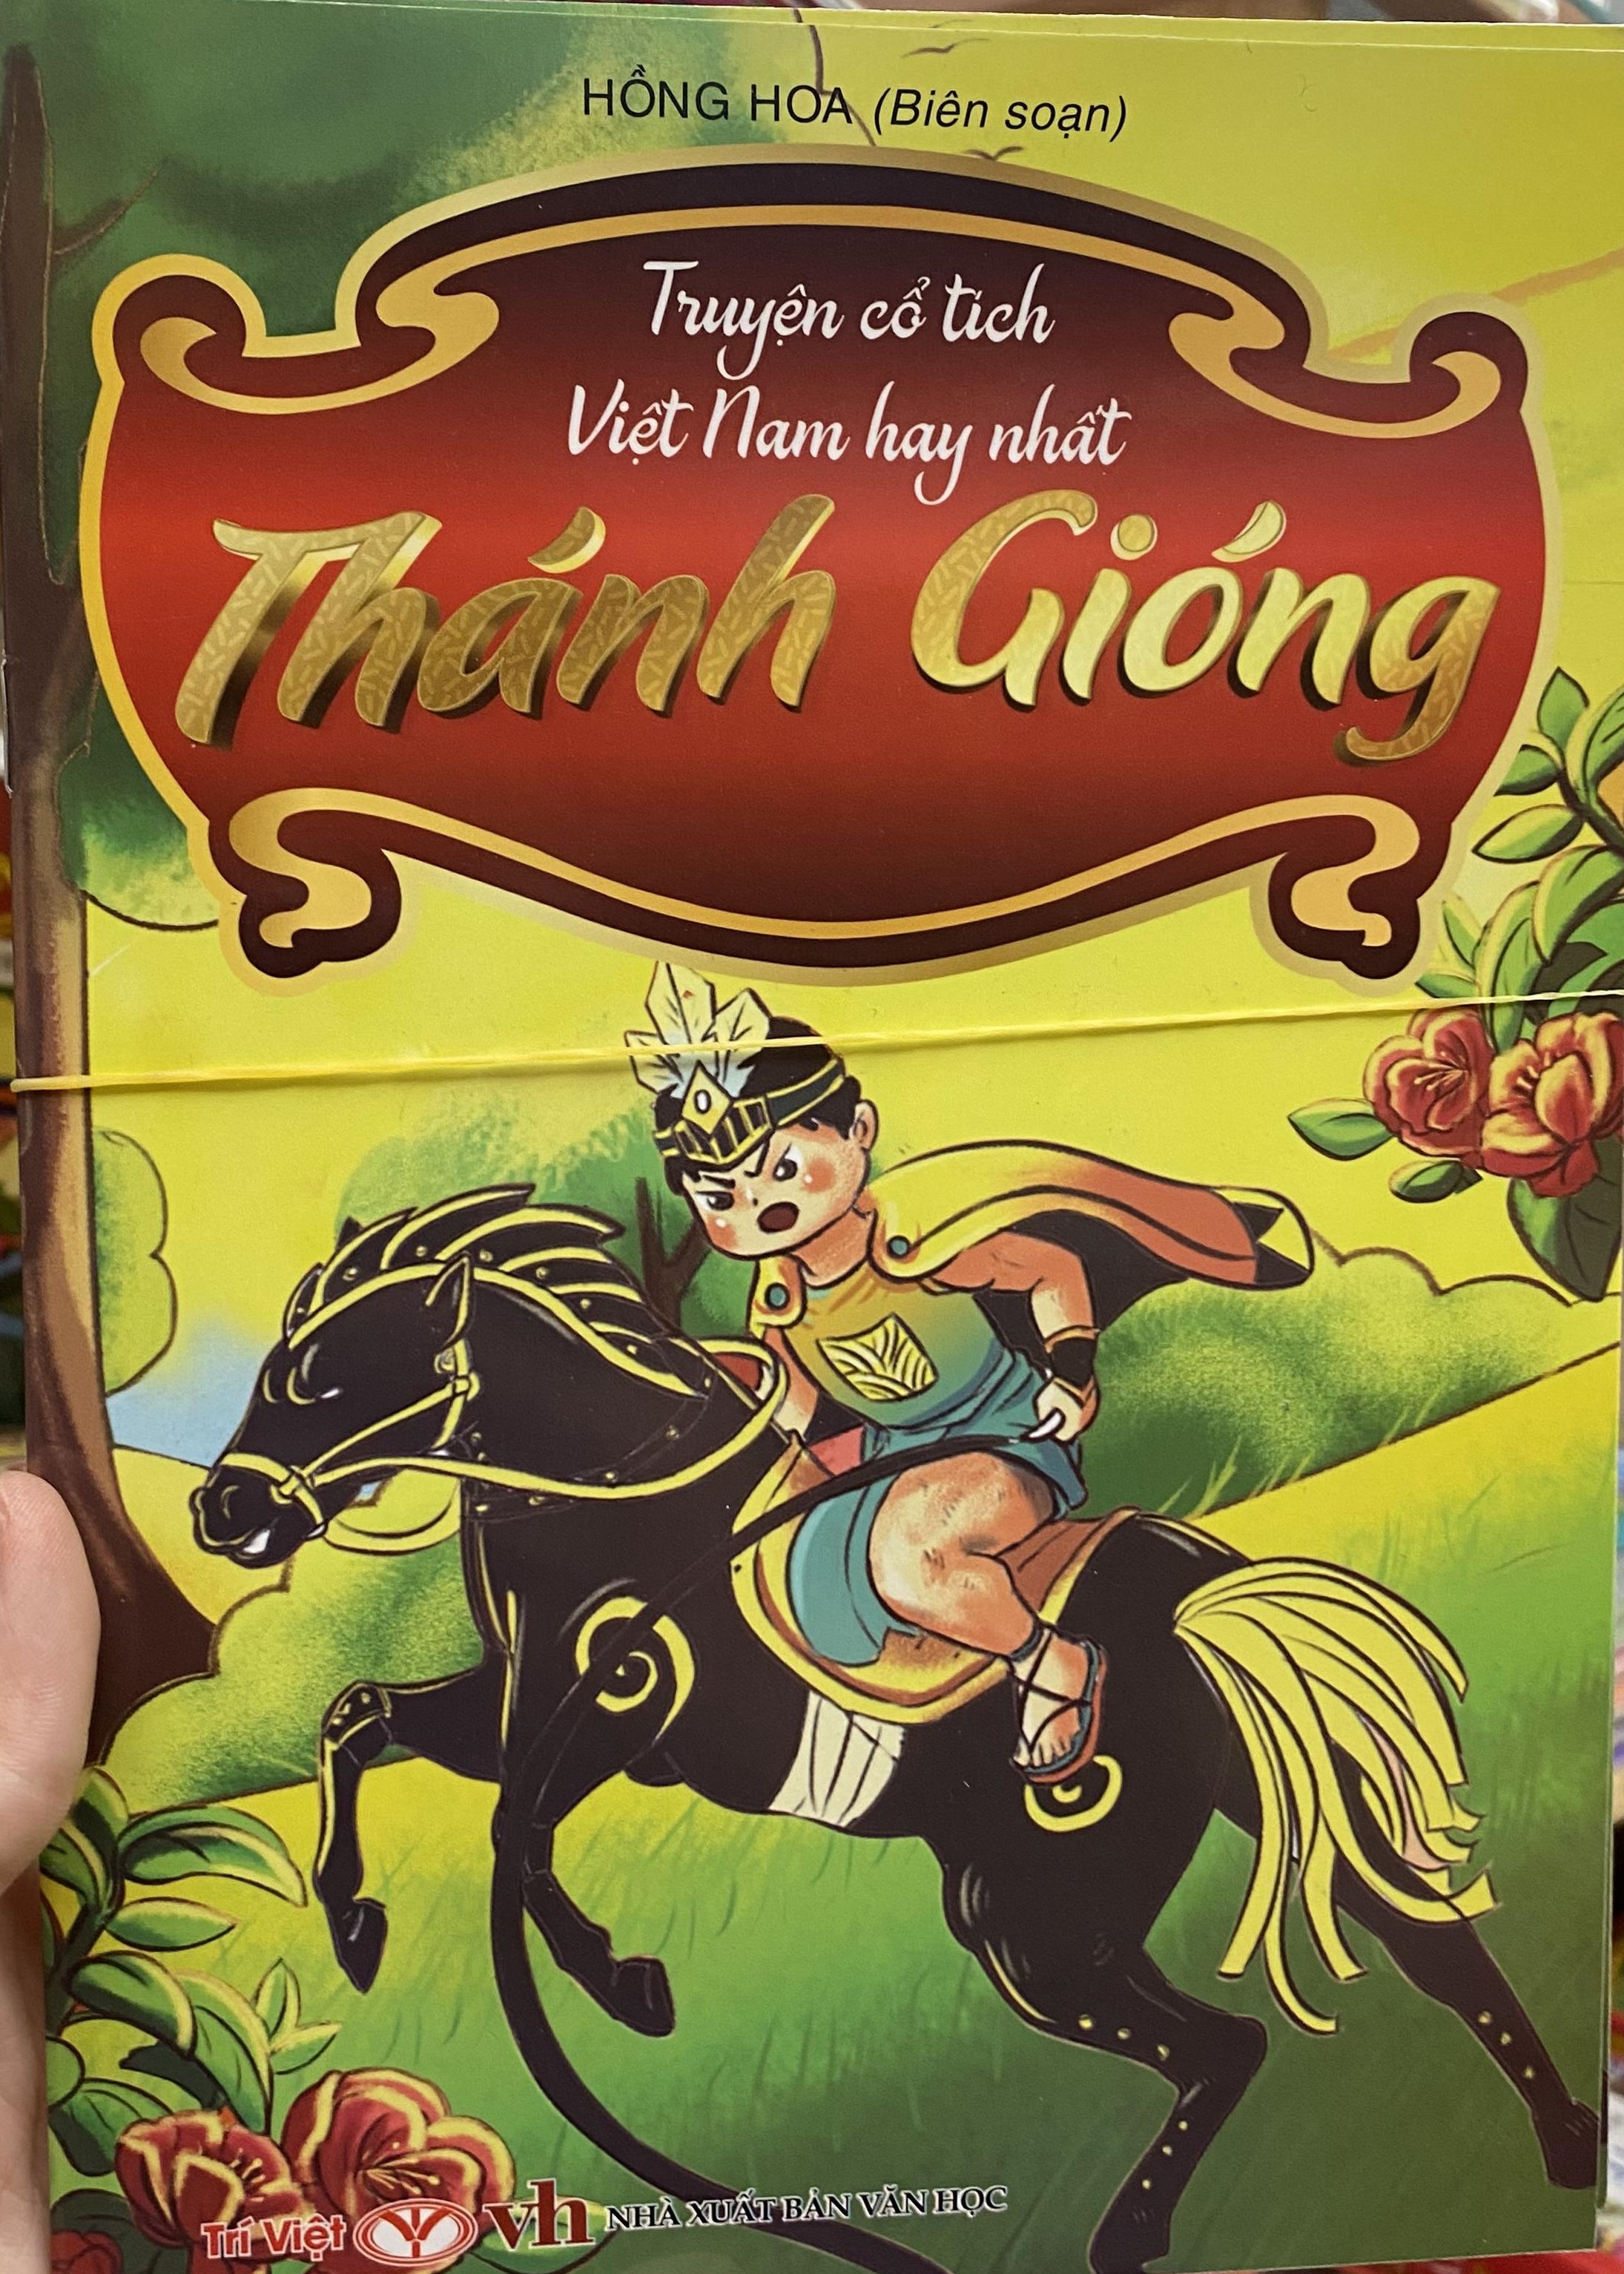 HỒNG HOA (Biên soạn)
Truyện cổ tích
Việt Nam hay nhất
Thánh Gióng
Trí Việt vh NHÀ XUẤT BẢN VĂN HỌC